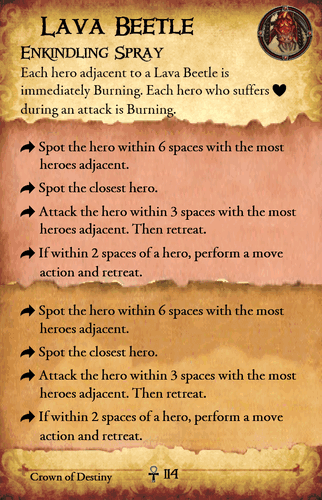 Lava Beetle
Enkindling Spray
Each hero adjacent to a Lava Beetle is
immediately Burning. Each hero who suffers ♥
during an attack is Burning.
Spot the hero within 6 spaces with the most
heroes adjacent.
Spot the closest hero.
Attack the hero within 3 spaces with the most
heroes adjacent. Then retreat.
If within 2 spaces of a hero, perform a move
action and retreat.
Spot the hero within 6 spaces with the most
heroes adjacent.
Spot the closest hero.
Attack the hero within 3 spaces with the most
heroes adjacent. Then retreat.
If within 2 spaces of a hero, perform a move
action and retreat.
Crown of Destiny ☥ 114